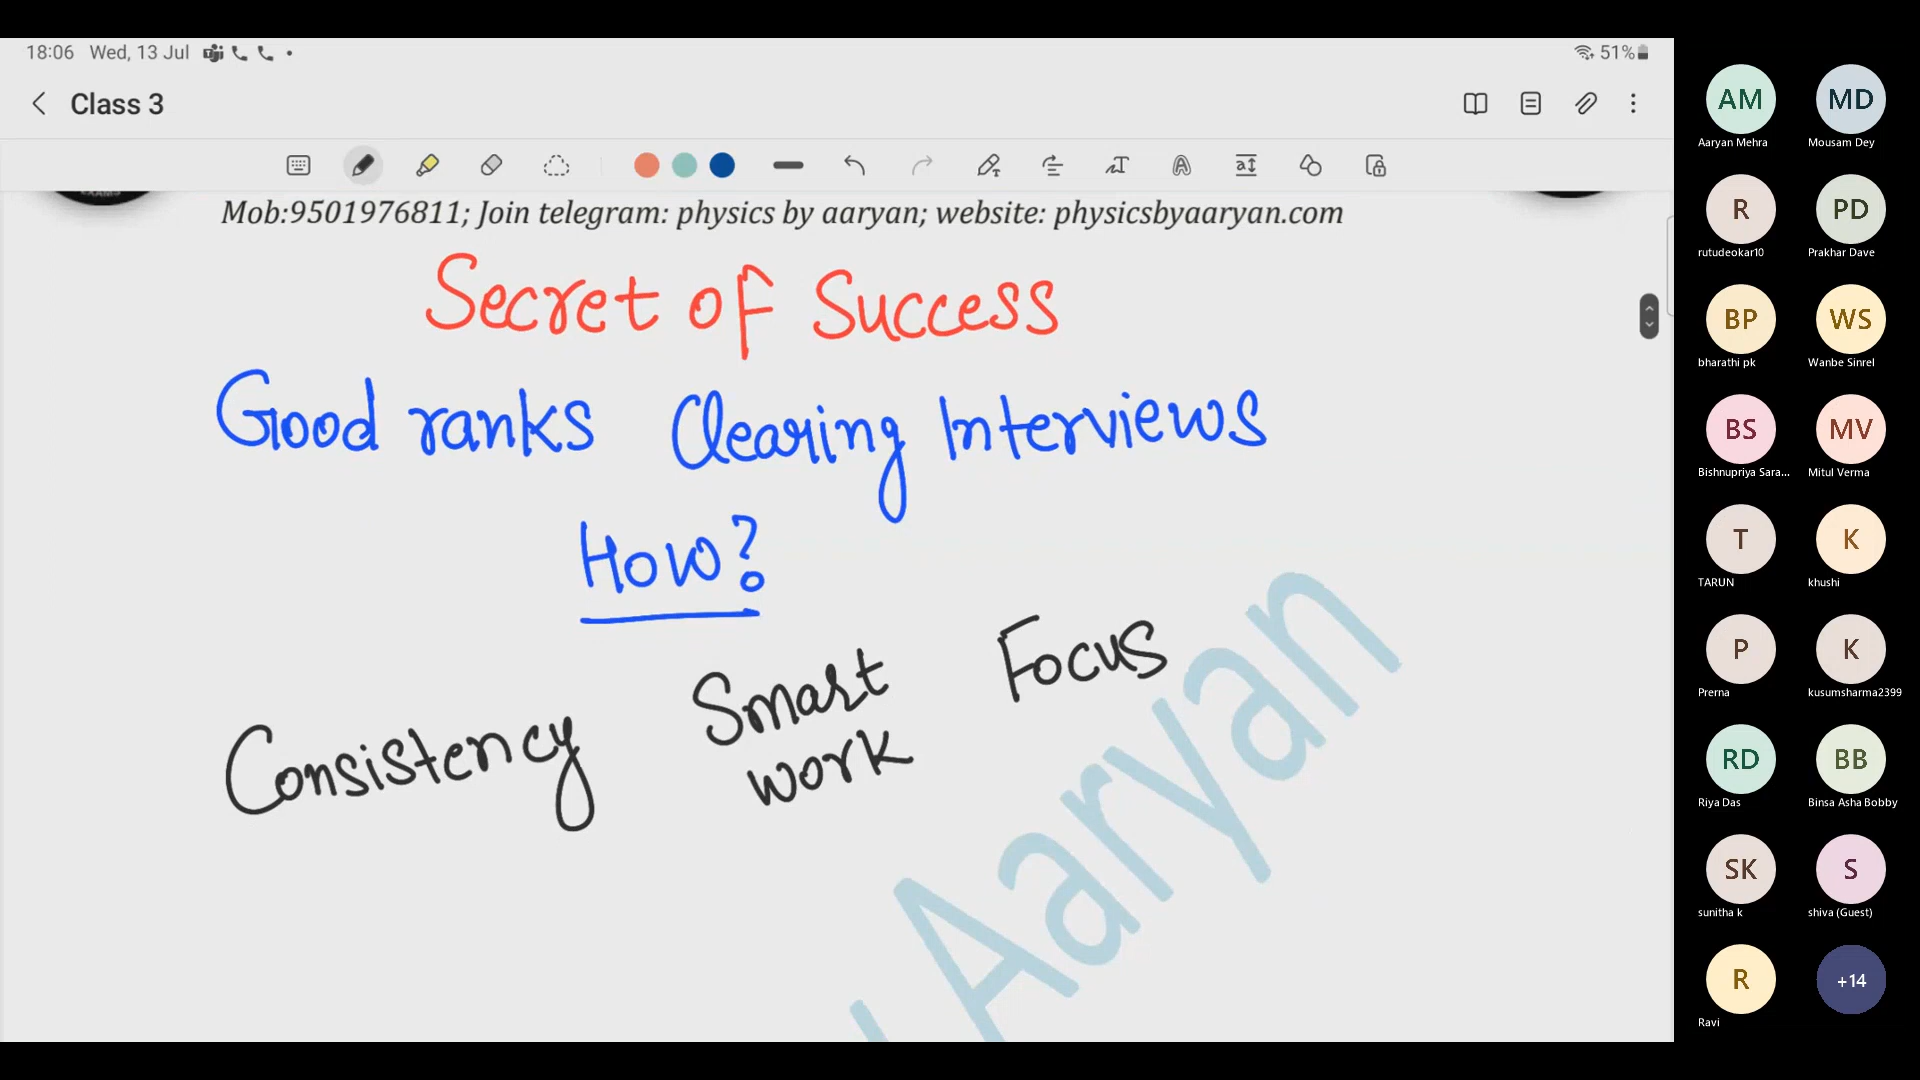 18:06 Wed, 13 Jul
51%
Class 3
EXAMS
Mob:9501976811; Join telegram: physics by aaryan; website: physicsbyaaryan.com
Secret of Success
Good ranks Clearing Interviews
How?
Consistency Smart work Focus
Aaryan
AM MD
Aaryan Mehra Mousam Dey
R PD
rutudeokar10 Prakhar Dave
BP WS
bharathi pk Wanbe Sinrel
BS MV
Bishnupriya Sara... Mitul Verma
T K
TARUN khushi
P K
Prerna kusumsharma2399
RD BB
Riya Das Binsa Asha Bobby
SK S
sunitha k shiva (Guest)
R +14
Ravi